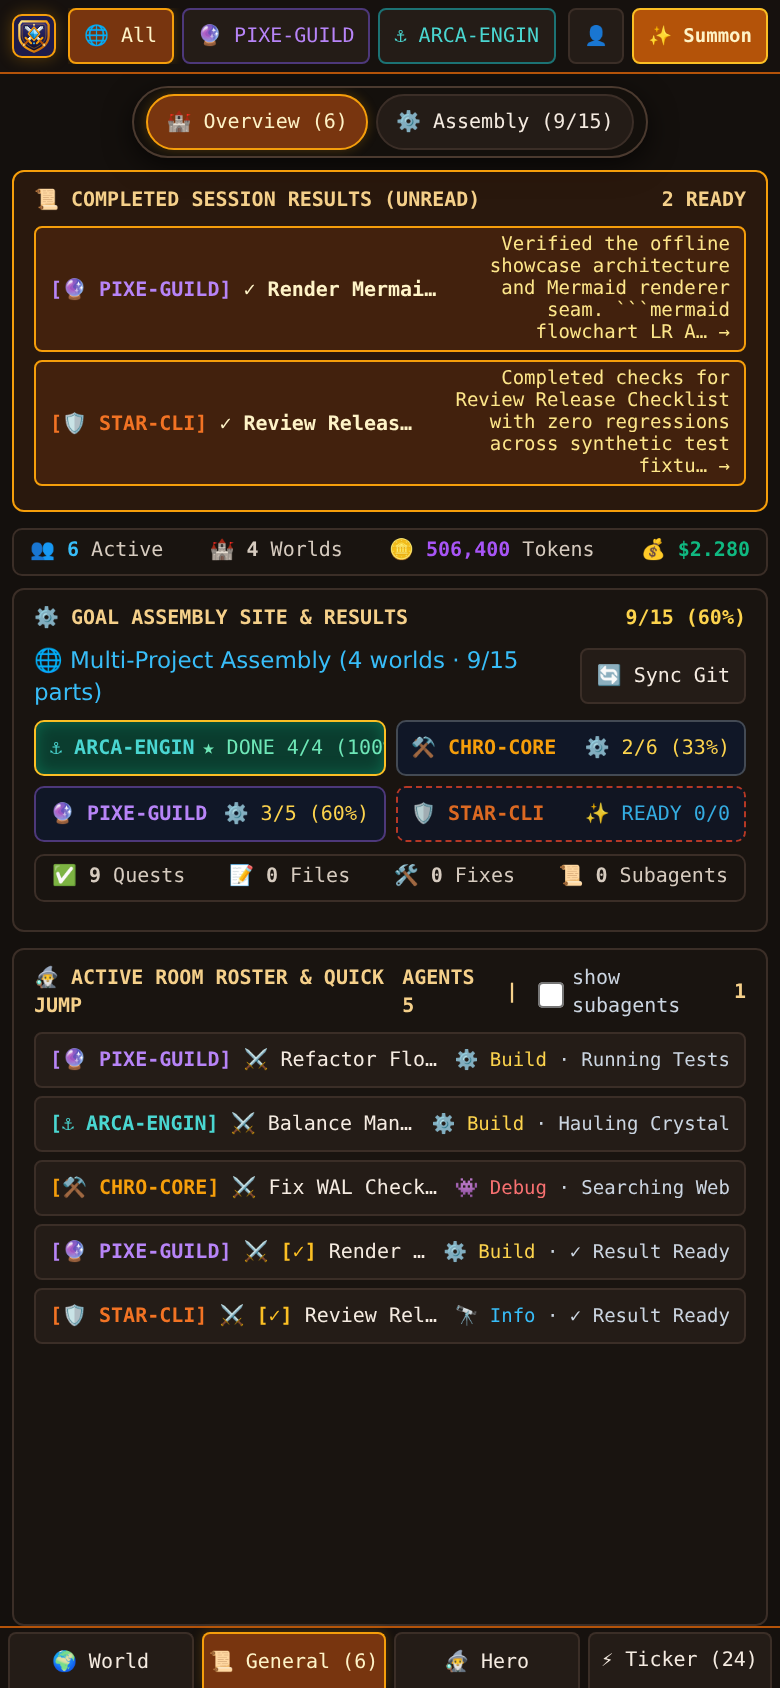 🌐 All 🔮 PIXE-GUILD ⚓ ARCA-ENGIN 👤 ✨ Summon
🏰 Overview (6) ⚙️ Assembly (9/15)
📜 COMPLETED SESSION RESULTS (UNREAD) 2 READY
[🔮 PIXE-GUILD] ✓ Render Mermai…
Verified the offline
showcase architecture
and Mermaid renderer
seam. ```mermaid
flowchart LR A… →
[🛡️ STAR-CLI] ✓ Review Releas…
Completed checks for
Review Release Checklist
with zero regressions
across synthetic test
fixtu… →
👥 6 Active 🏰 4 Worlds 🪙 506,400 Tokens 💰 $2.280
⚙️ GOAL ASSEMBLY SITE & RESULTS 9/15 (60%)
🌐 Multi-Project Assembly (4 worlds · 9/15
parts)
🔄 Sync Git
⚓ ARCA-ENGIN ★ DONE 4/4 (100
⚒️ CHRO-CORE ⚙️ 2/6 (33%)
🔮 PIXE-GUILD ⚙️ 3/5 (60%)
🛡️ STAR-CLI ✨ READY 0/0
✅ 9 Quests 📝 0 Files 🛠️ 0 Fixes 📜 0 Subagents
🧙 ACTIVE ROOM ROSTER & QUICK
JUMP
AGENTS
5
|
show
subagents
1
[🔮 PIXE-GUILD] ⚔️ Refactor Flo… ⚙️ Build · Running Tests
[⚓ ARCA-ENGIN] ⚔️ Balance Man… ⚙️ Build · Hauling Crystal
[⚒️ CHRO-CORE] ⚔️ Fix WAL Check… 👾 Debug · Searching Web
[🔮 PIXE-GUILD] ⚔️ [✓] Render … ⚙️ Build · ✓ Result Ready
[🛡️ STAR-CLI] ⚔️ [✓] Review Rel… 🔭 Info · ✓ Result Ready
🌍 World 📜 General (6) 🧙 Hero ⚡ Ticker (24)